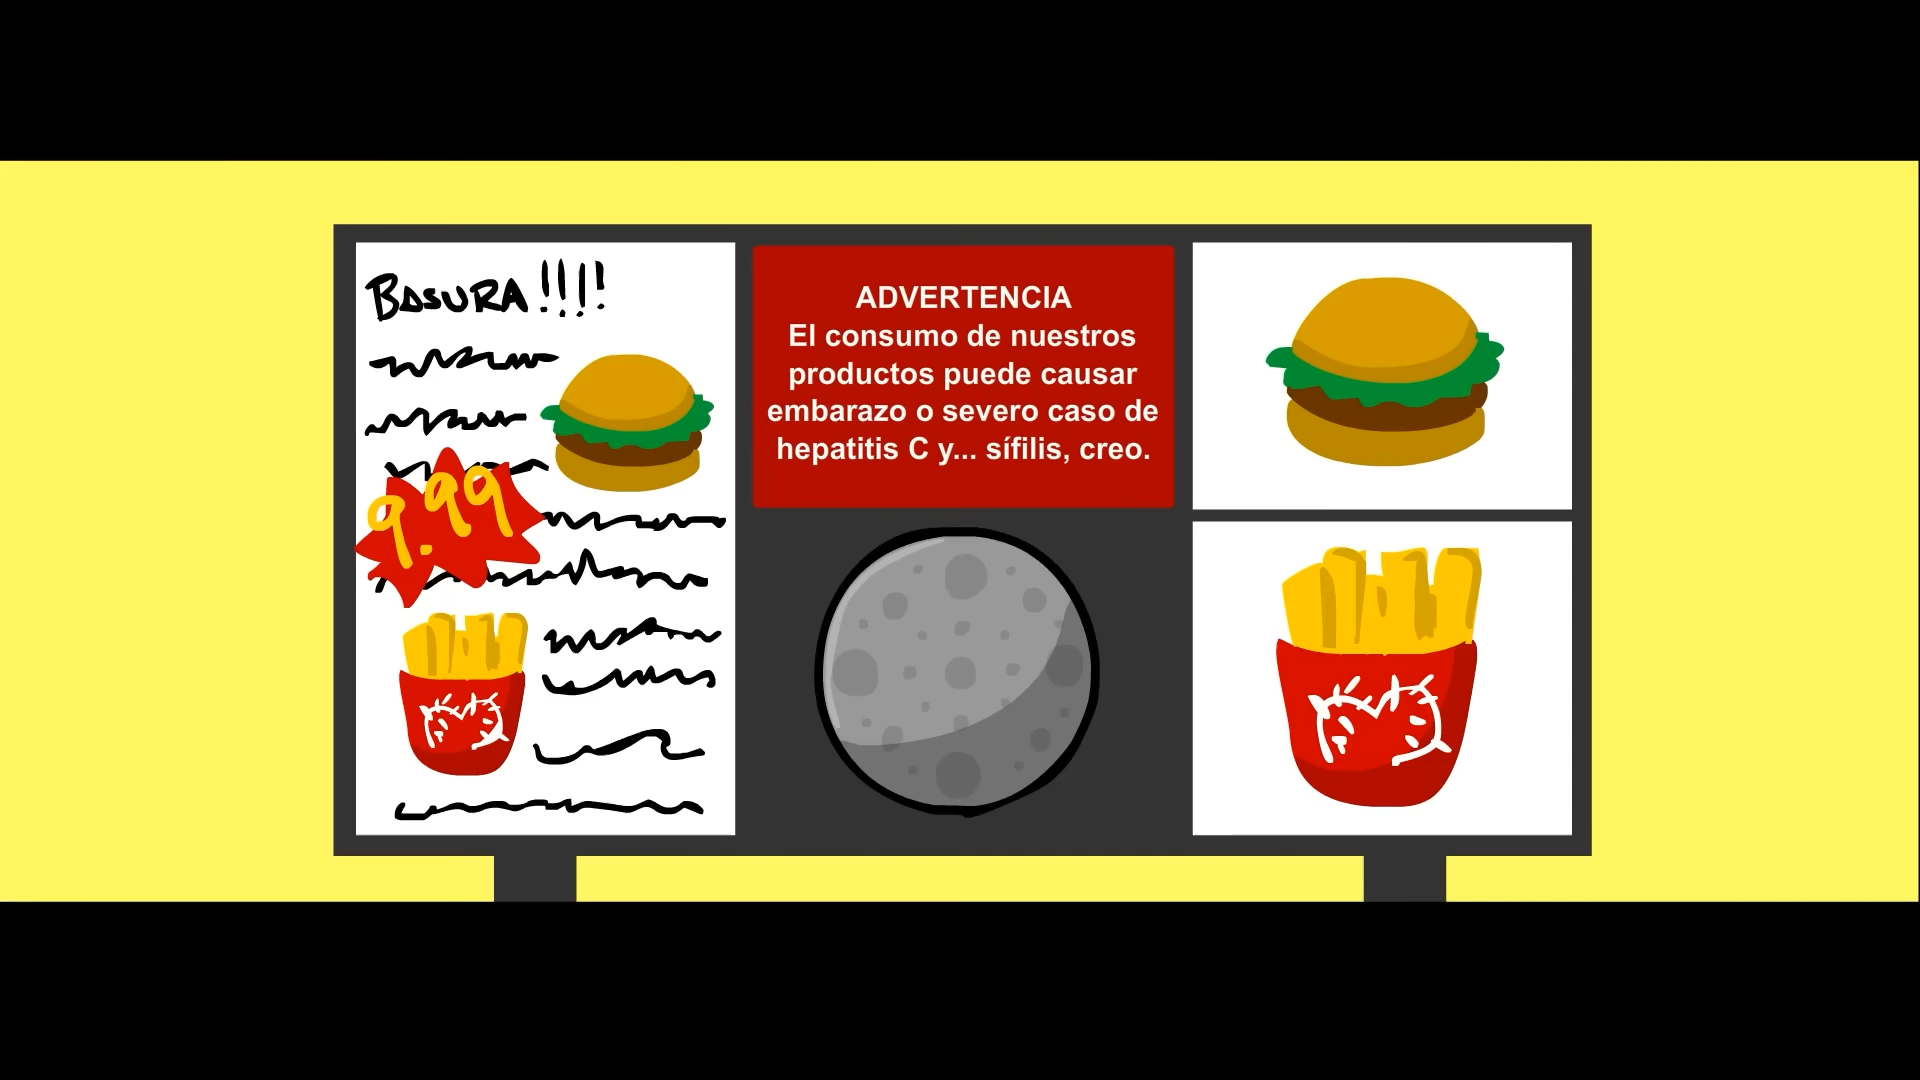 BASURA!!!!
9.99
ADVERTENCIA
El consumo de nuestros
productos puede causar
embarazo o severo caso de
hepatitis C y... sífilis, creo.